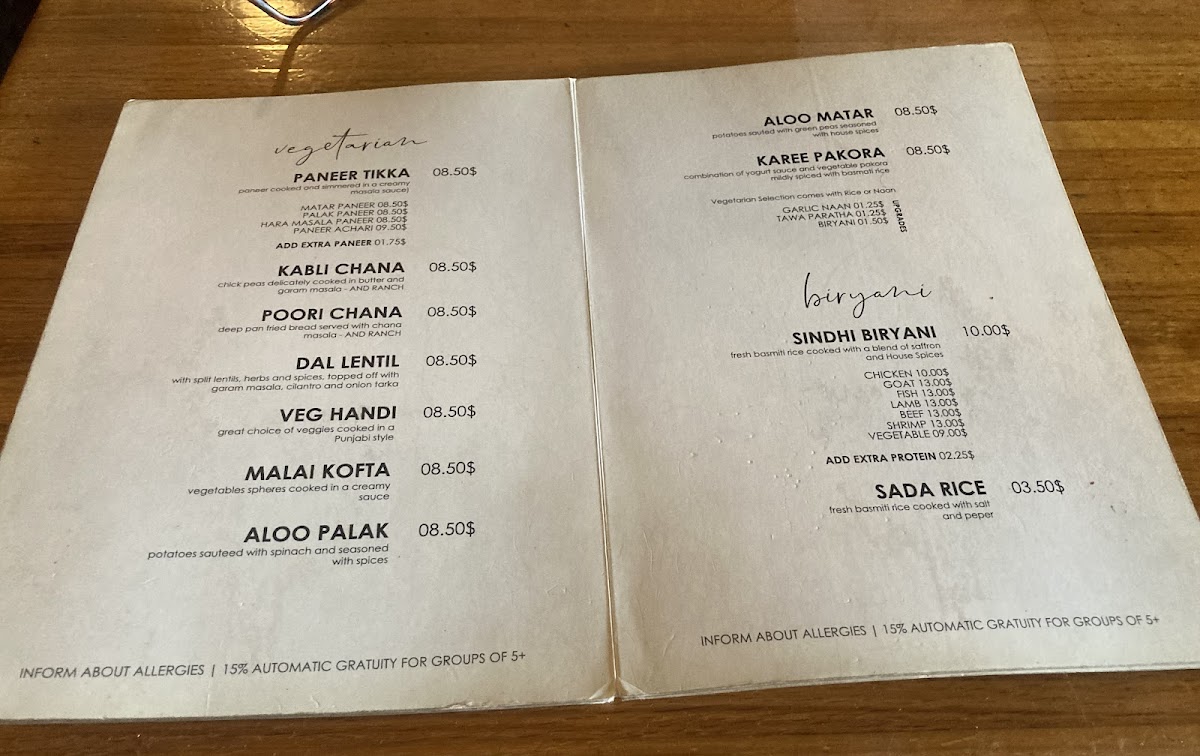 vegetarian
PANEER TIKKA 08.50$
paneer cooked and simmered in a creamy
masala sauce)
MATAR PANEER 08.50$
PALAK PANEER 08.50$
HARA MASALA PANEER 08.50$
PANEER ACHARI 09.50$
ADD EXTRA PANEER 01.75$
KABLI CHANA 08.50$
chick peas delicately cooked in butter and
garam masala - AND RANCH
POORI CHANA 08.50$
deep pan fried bread served with chana
masala - AND RANCH
DAL LENTIL 08.50$
with split lentils, herbs and spices, topped off with
garam masala, cilantro and onion tarka
VEG HANDI 08.50$
great choice of veggies cooked in a
Punjabi style
MALAI KOFTA 08.50$
vegetables spheres cooked in a creamy
sauce
ALOO PALAK 08.50$
potatoes sauteed with spinach and seasoned
with spices
INFORM ABOUT ALLERGIES | 15% AUTOMATIC GRATUITY FOR GROUPS OF 5+
ALOO MATAR 08.50$
potatoes sauted with green peas seasoned
with house spices
KAREE PAKORA 08.50$
combination of yogurt sauce and vegetable pakora
mildly spiced with basmati rice
Vegetarian Selection comes with Rice or Naan
GARLIC NAAN 01.25$
TAWA PARATHA 01.25$
BIRYANI 01.50$
UPGRADES
biryani
SINDHI BIRYANI 10.00$
fresh basmiti rice cooked with a blend of saffron
and House Spices
CHICKEN 10.00$
GOAT 13.00$
FISH 13.00$
LAMB 13.00$
BEEF 13.00$
SHRIMP 13.00$
VEGETABLE 09.00$
ADD EXTRA PROTEIN 02.25$
SADA RICE 03.50$
fresh basmiti rice cooked with salt
and peper
INFORM ABOUT ALLERGIES | 15% AUTOMATIC GRATUITY FOR GROUPS OF 5+